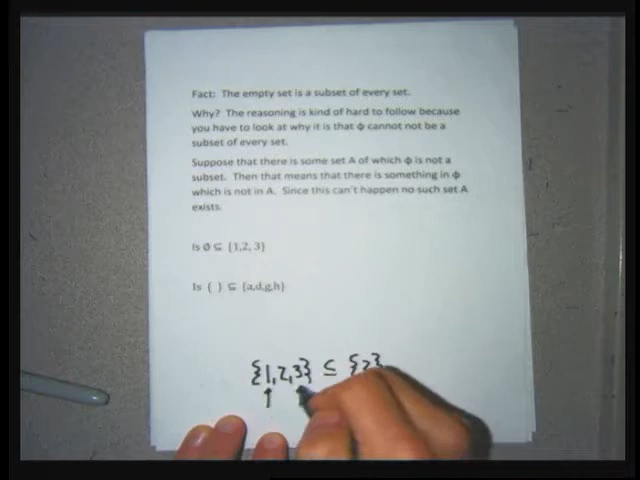 Fact: The empty set is a subset of every set.
Why? The reasoning is kind of hard to follow because
you have to look at why it is that ϕ cannot not be a
subset of every set.
Suppose that there is some set A of which ϕ is not a
subset. Then that means that there is something in ϕ
which is not in A. Since this can't happen no such set A
exists.
Is ∅ ⊆ {1,2, 3}
Is { } ⊆ {a,d,g,h}
{1,2,3} ⊆ {2}